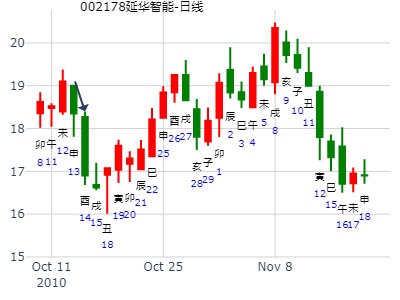 002178延华智能-日线
20
19
18
17
16
15
卯
8
午
11
未
12
申
13
酉
14
戌
15
丑
18
寅
19
卯
20
辰
21
巳
22
申
25
酉
26
戌
27
亥
28
子
29
卯
1
辰
2
巳
3
午
4
未
5
戌
8
亥
9
子
10
丑
11
寅
12
巳
15
午
16
未
17
申
18
Oct 11
2010
Oct 25
Nov 8